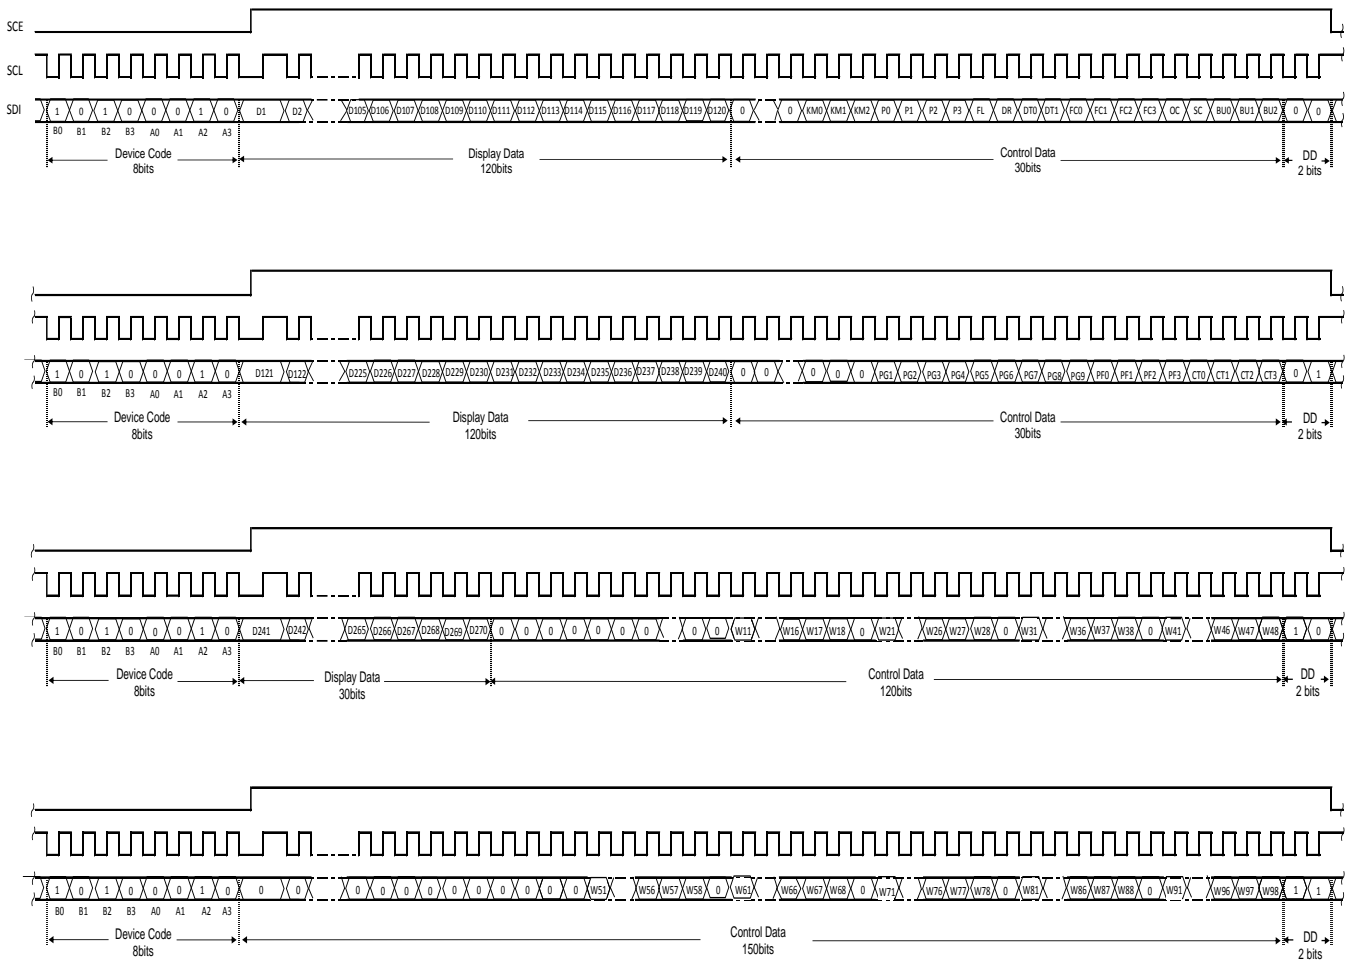 SCE
SCL
SDI 1 0 1 0 0 0 1 0 D1 D2 D105 D106 D107 D108 D109 D110 D111 D112 D113 D114 D115 D116 D117 D118 D119 D120 0 0 KM0 KM1 KM2 P0 P1 P2 P3 FL DR DT0 DT1 FC0 FC1 FC2 FC3 OC SC BU0 BU1 BU2 0 0
B0 B1 B2 B3 A0 A1 A2 A3
Device Code Display Data Control Data DD
8bits 120bits 30bits 2 bits
1 0 1 0 0 0 1 0 D121 D122 D225 D226 D227 D228 D229 D230 D231 D232 D233 D234 D235 D236 D237 D238 D239 D240 0 0 0 0 0 PG1 PG2 PG3 PG4 PG5 PG6 PG7 PG8 PG9 PF0 PF1 PF2 PF3 CT0 CT1 CT2 CT3 0 1
B0 B1 B2 B3 A0 A1 A2 A3
Device Code Display Data Control Data DD
8bits 120bits 30bits 2 bits
1 0 1 0 0 0 1 0 D241 D242 D265 D266 D267 D268 D269 D270 0 0 0 0 0 0 0 0 0 W11 W16 W17 W18 0 W21 W26 W27 W28 0 W31 W36 W37 W38 0 W41 W46 W47 W48 1 0
B0 B1 B2 B3 A0 A1 A2 A3
Device Code Display Data Control Data DD
8bits 30bits 120bits 2 bits
1 0 1 0 0 0 1 0 0 0 0 0 0 0 0 0 0 0 0 0 W51 W56 W57 W58 0 W61 W66 W67 W68 0 W71 W76 W77 W78 0 W81 W86 W87 W88 0 W91 W96 W97 W98 1 1
B0 B1 B2 B3 A0 A1 A2 A3
Device Code Control Data DD
8bits 150bits 2 bits